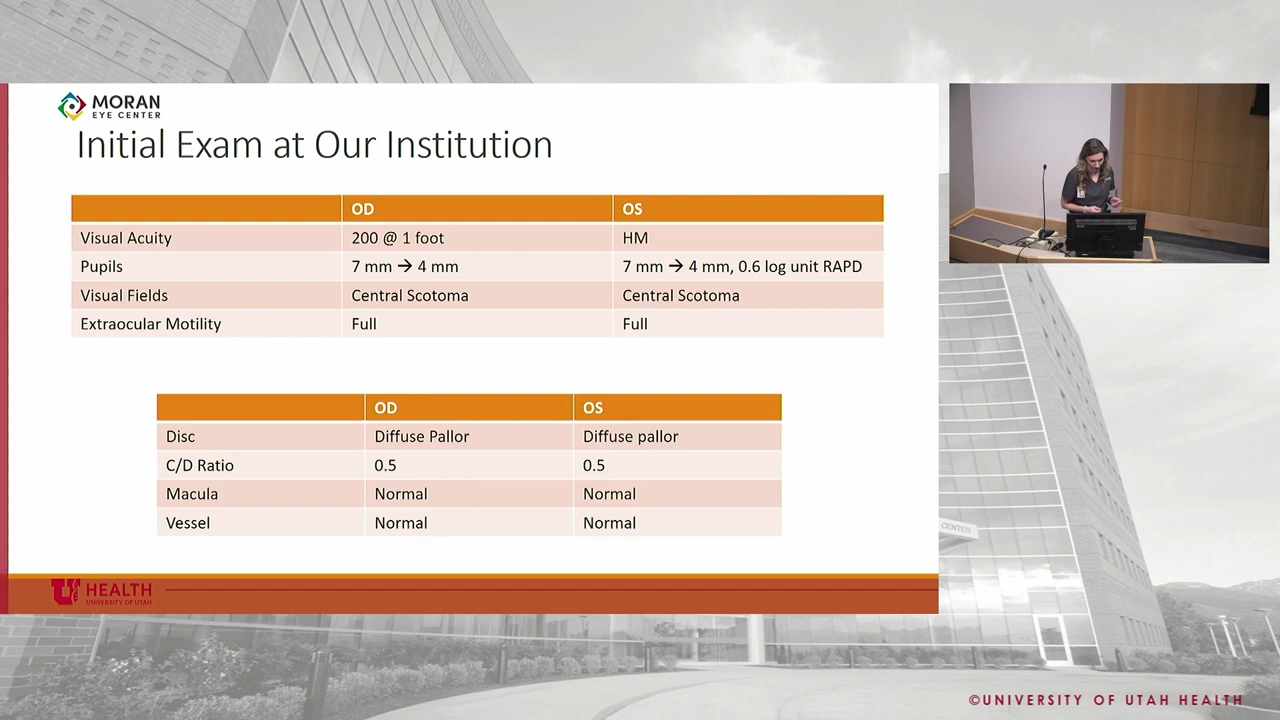 MORAN
EYE CENTER
Initial Exam at Our Institution
OD OS
Visual Acuity 200 @ 1 foot HM
Pupils 7 mm → 4 mm 7 mm → 4 mm, 0.6 log unit RAPD
Visual Fields Central Scotoma Central Scotoma
Extraocular Motility Full Full
OD OS
Disc Diffuse Pallor Diffuse pallor
C/D Ratio 0.5 0.5
Macula Normal Normal
Vessel Normal Normal
CENTER
U HEALTH
UNIVERSITY OF UTAH
©UNIVERSITY OF UTAH HEALTH